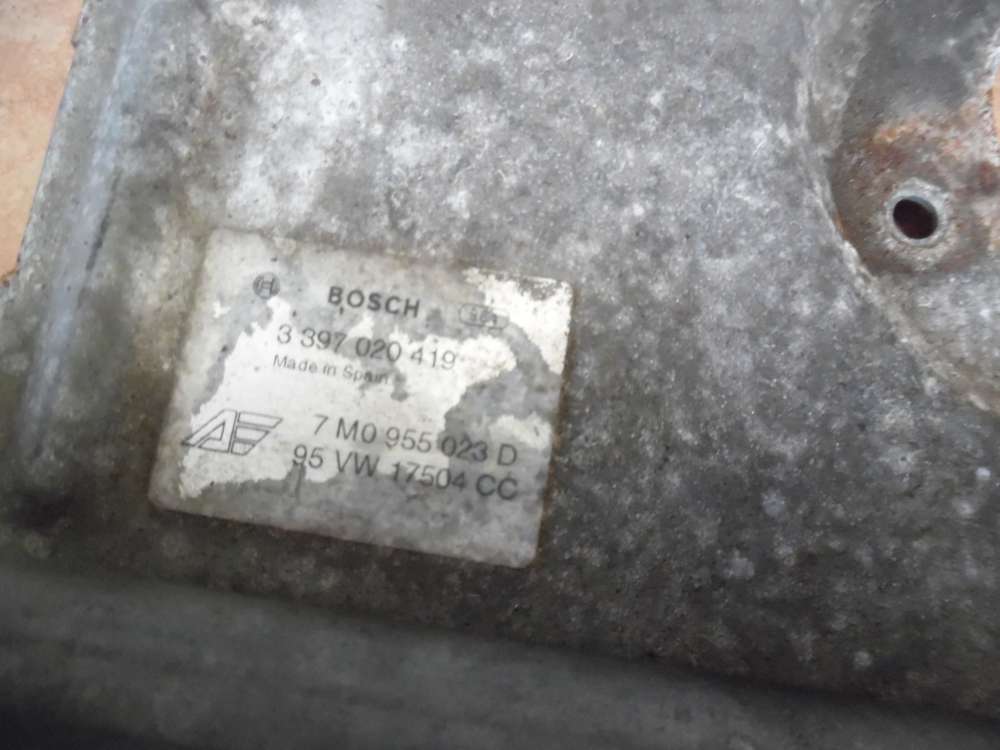 BOSCH
3 397 020 419
Made in Spain
7 M0 955 023 D
95 VW 17504 CC